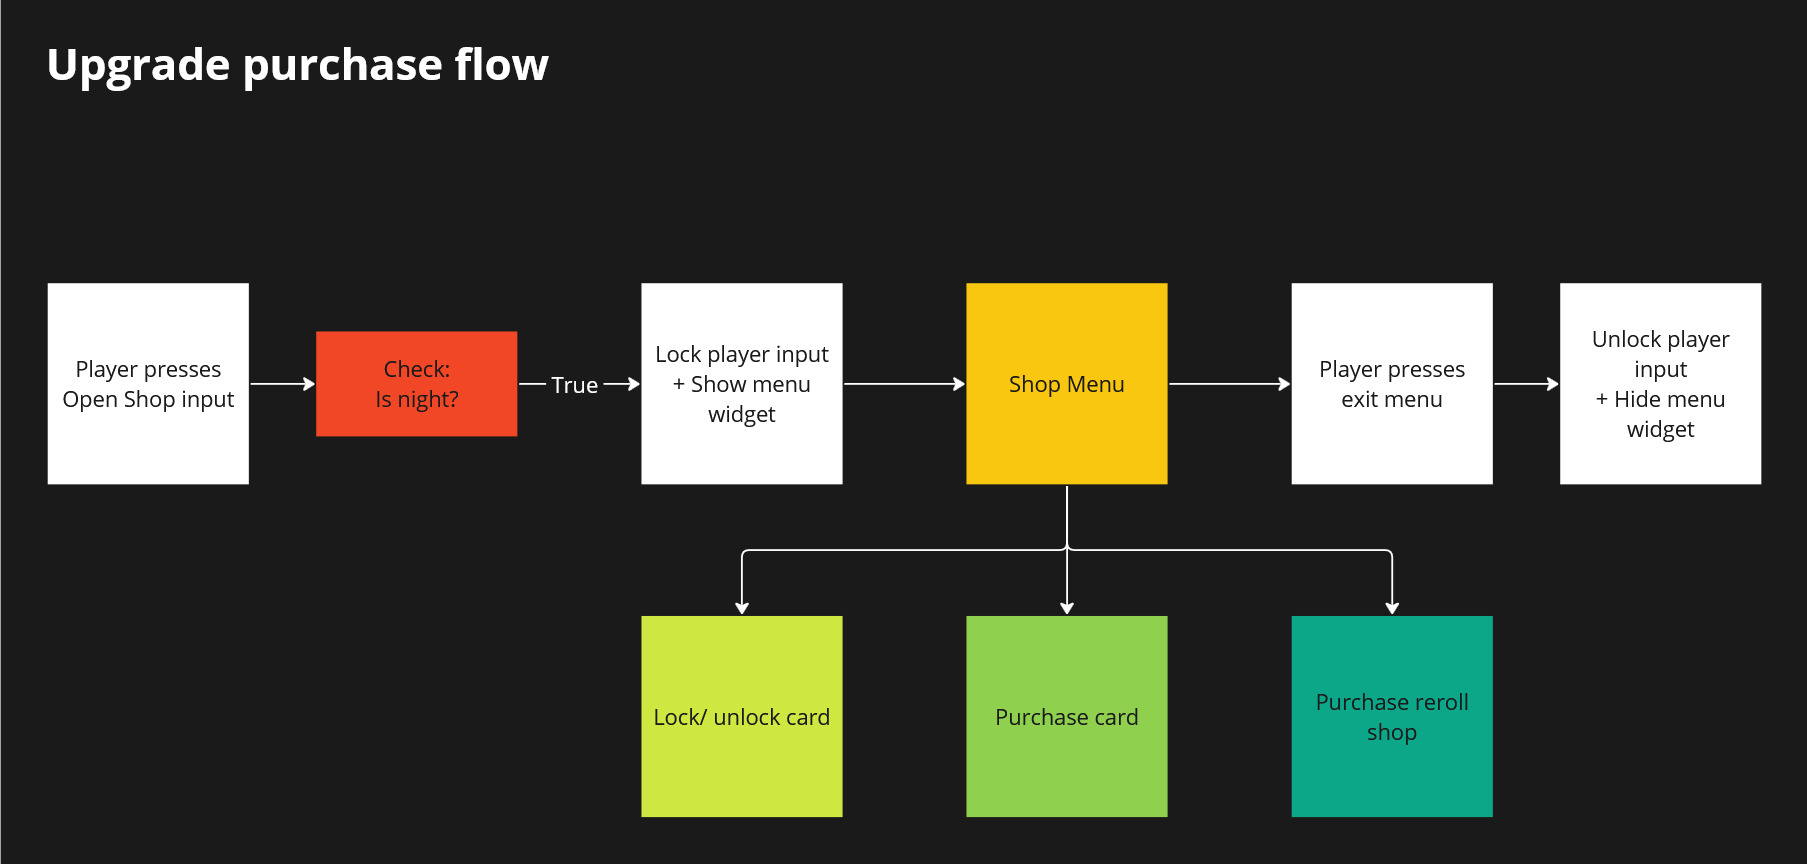 Upgrade purchase flow
Player presses
Open Shop input
Check:
Is night?
True
Lock player input
+ Show menu
widget
Shop Menu
Player presses
exit menu
Unlock player
input
+ Hide menu
widget
Lock/ unlock card
Purchase card
Purchase reroll
shop